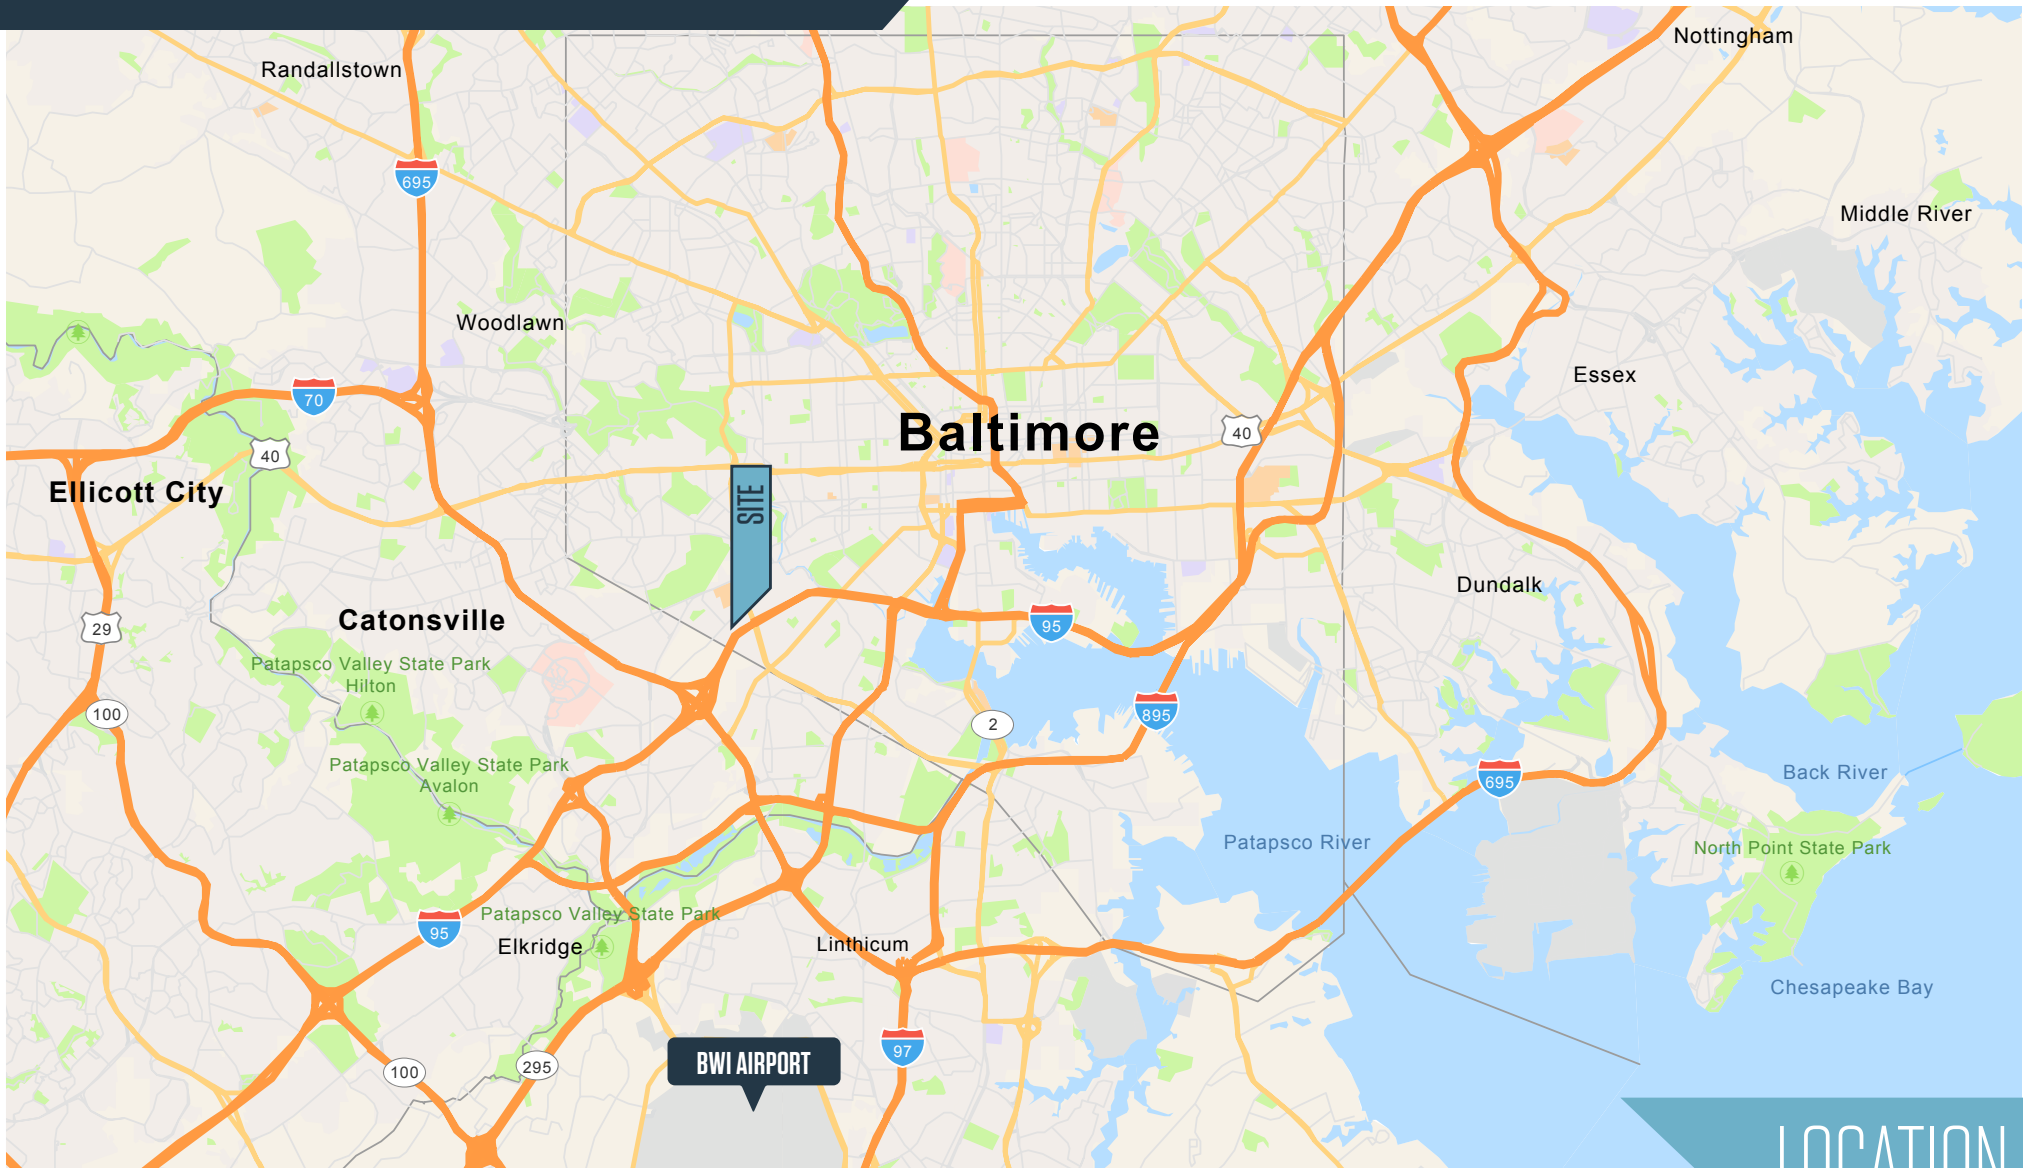 Nottingham
Randallstown
695
Middle River
Woodlawn
Essex
70
Baltimore
40
40
Ellicott City
SITE
Dundalk
Catonsville
29
95
Patapsco Valley State Park
Hilton
100
2
895
Patapsco Valley State Park
Avalon
695
Back River
Patapsco River
North Point State Park
Patapsco Valley State Park
95
Elkridge
Linthicum
Chesapeake Bay
97
BWI AIRPORT
100
295
LOCATION